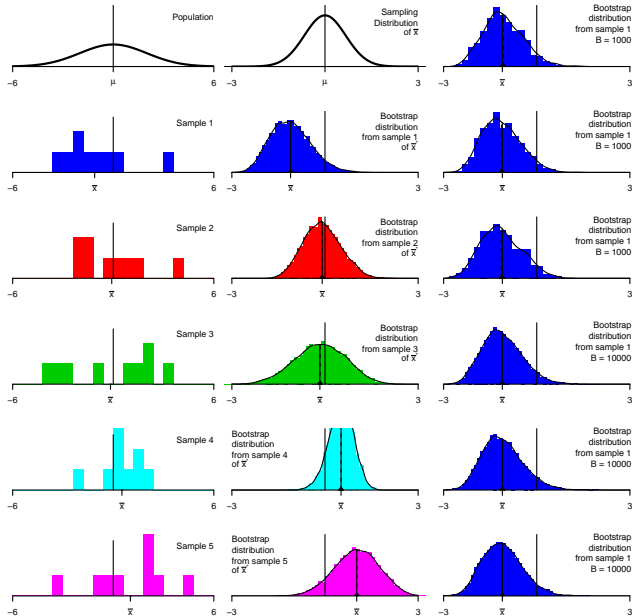 Population
−6
μ
6
Sampling
Distribution
of x̄
−3
μ
3
Bootstrap
distribution
from sample 1
B = 1000
−3
x̄
3
Sample 1
−6
x̄
6
Bootstrap
distribution
from sample 1
of x̄
−3
x̄
3
Bootstrap
distribution
from sample 1
B = 1000
−3
x̄
3
Sample 2
−6
x̄
6
Bootstrap
distribution
from sample 2
of x̄
−3
x̄
3
Bootstrap
distribution
from sample 1
B = 1000
−3
x̄
3
Sample 3
−6
x̄
6
Bootstrap
distribution
from sample 3
of x̄
−3
x̄
3
Bootstrap
distribution
from sample 1
B = 10000
−3
x̄
3
Sample 4
−6
x̄
6
Bootstrap
distribution
from sample 4
of x̄
−3
x̄
3
Bootstrap
distribution
from sample 1
B = 10000
−3
x̄
3
Sample 5
−6
x̄
6
Bootstrap
distribution
from sample 5
of x̄
−3
x̄
3
Bootstrap
distribution
from sample 1
B = 10000
−3
x̄
3